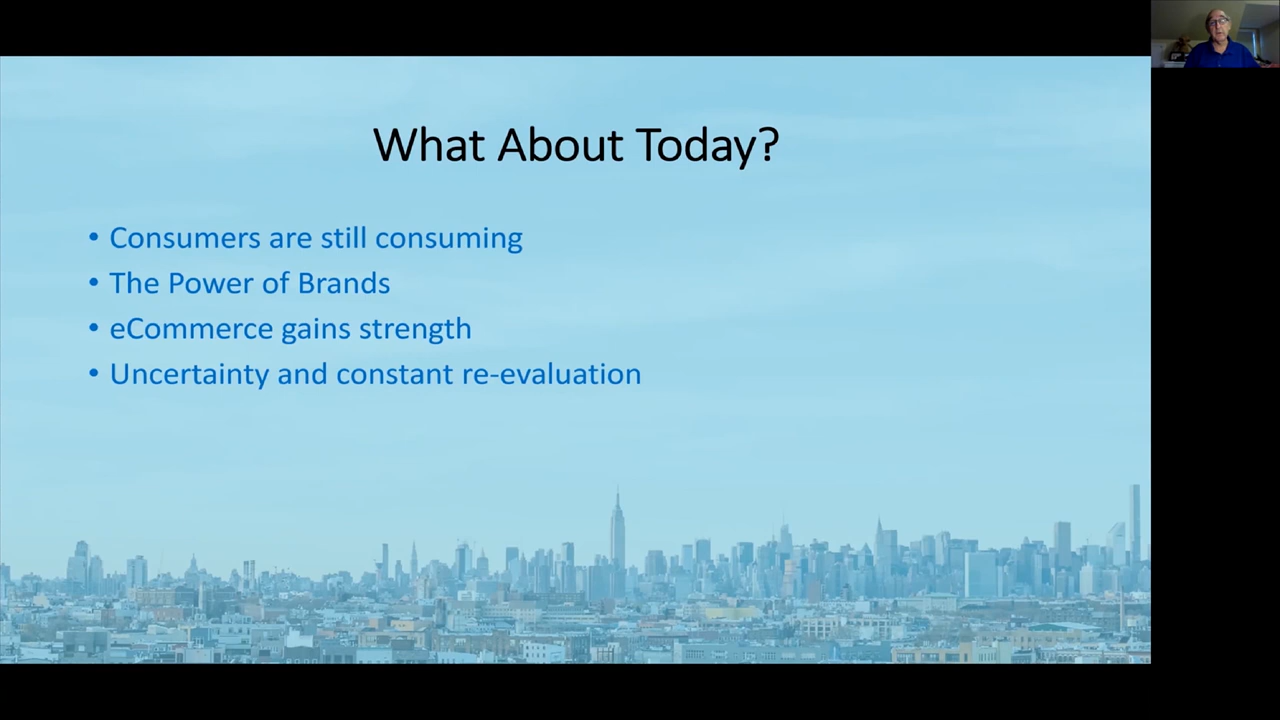 What About Today?
• Consumers are still consuming
• The Power of Brands
• eCommerce gains strength
• Uncertainty and constant re-evaluation